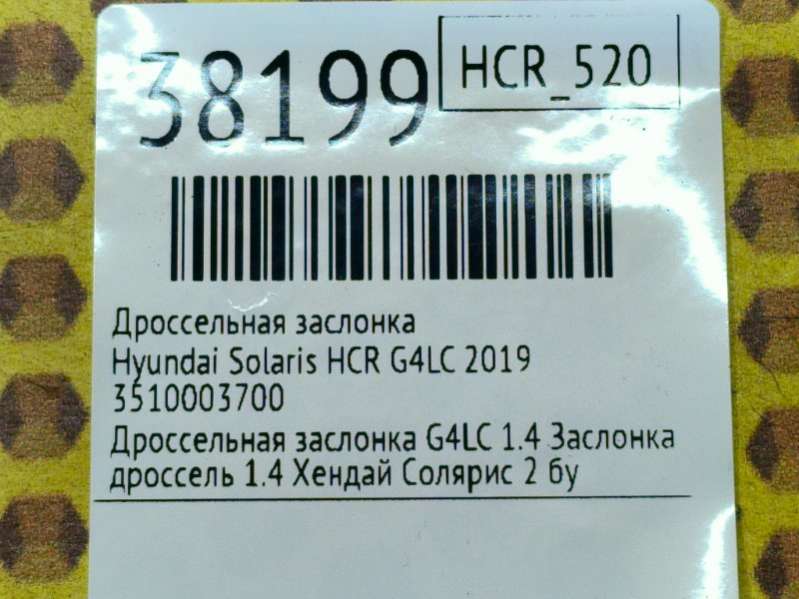 38199
HCR_520
Дроссельная заслонка
Hyundai Solaris HCR G4LC 2019
3510003700
Дроссельная заслонка G4LC 1.4 Заслонка
дроссель 1.4 Хендай Солярис 2 бу